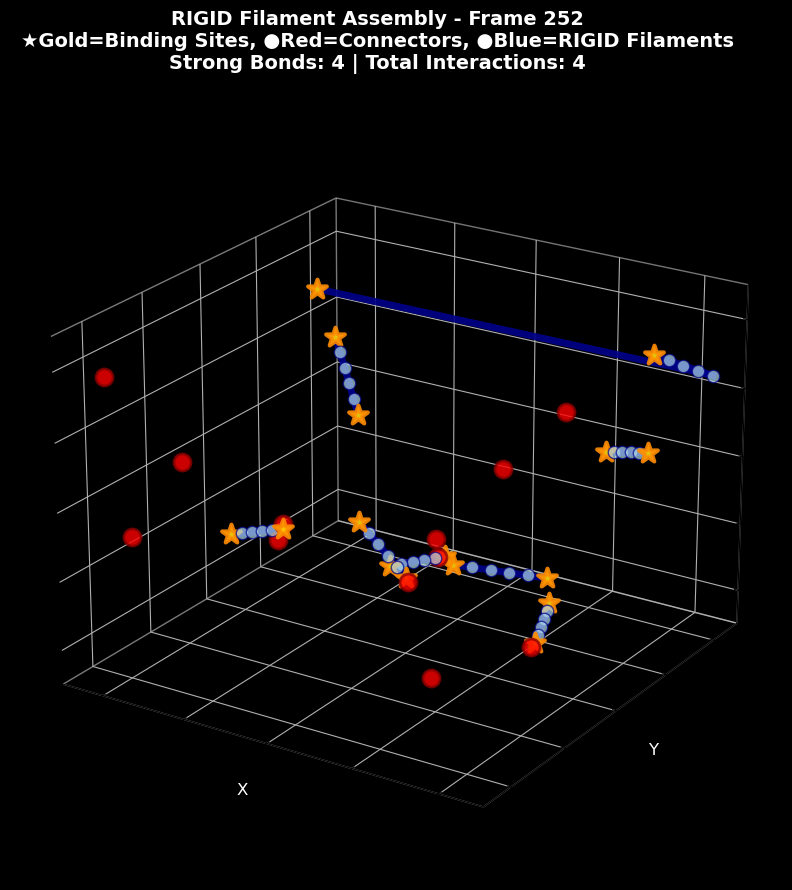 RIGID Filament Assembly - Frame 252
★Gold=Binding Sites, ●Red=Connectors, ●Blue=RIGID Filaments
Strong Bonds: 4 | Total Interactions: 4
Y
X